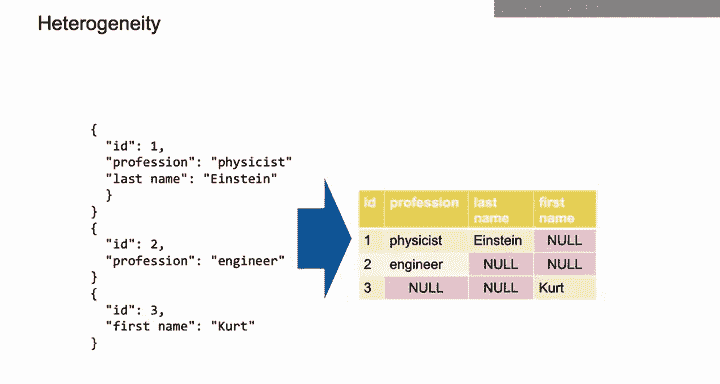 Heterogeneity
{
"id": 1,
"profession": "physicist"
"last name": "Einstein"
}
}
{
"id": 2,
"profession": "engineer"
}
{
"id": 3,
"first name": "Kurt"
}
id profession last name first name
1 physicist Einstein NULL
2 engineer NULL NULL
3 NULL NULL Kurt